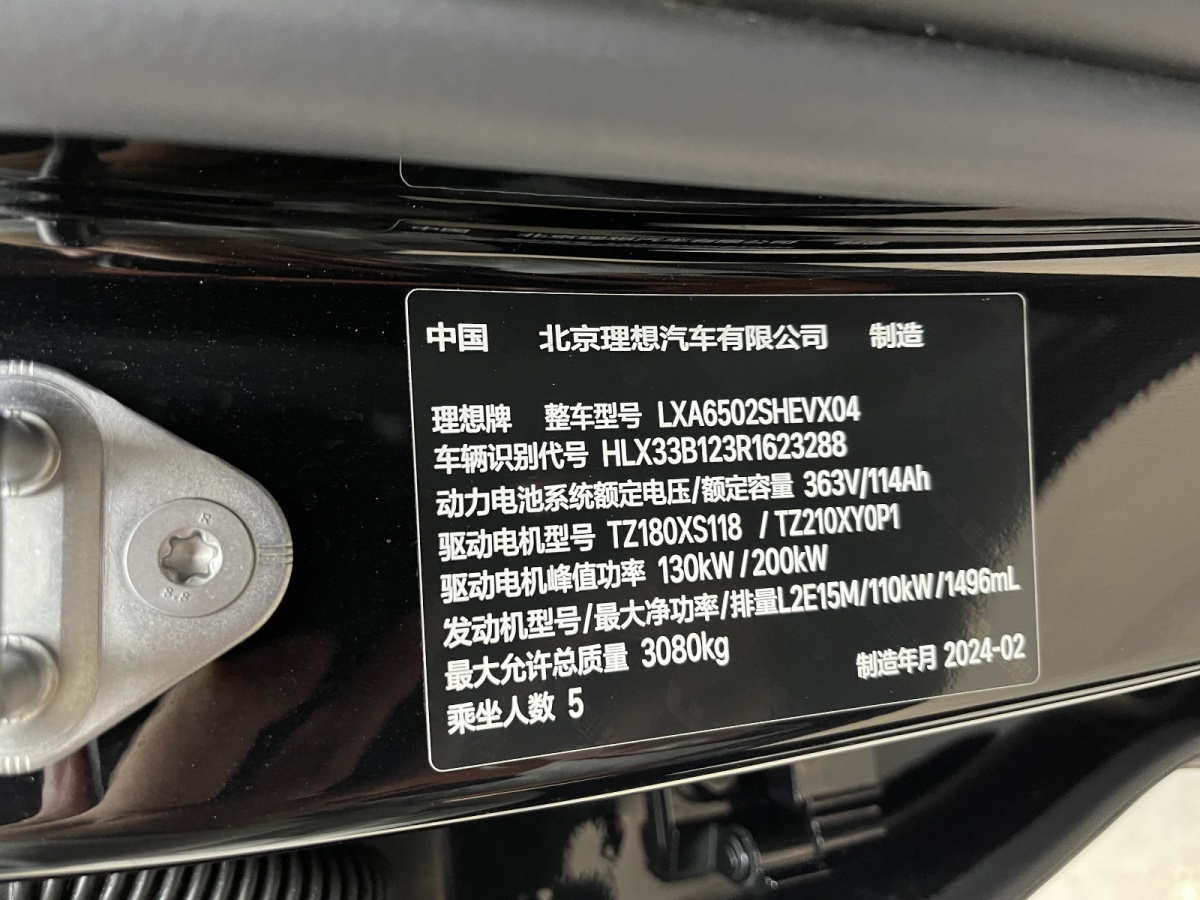 中国 北京理想汽车有限公司 制造
理想牌 整车型号 LXA6502SHEVX04
车辆识别代号 HLX33B123R1623288
动力电池系统额定电压/额定容量 363V/114Ah
驱动电机型号 TZ180XS118 / TZ210XY0P1
驱动电机峰值功率 130kW / 200kW
发动机型号/最大净功率/排量L2E15M/110kW/1496mL
最大允许总质量 3080kg
制造年月 2024-02
乘坐人数 5
8.8